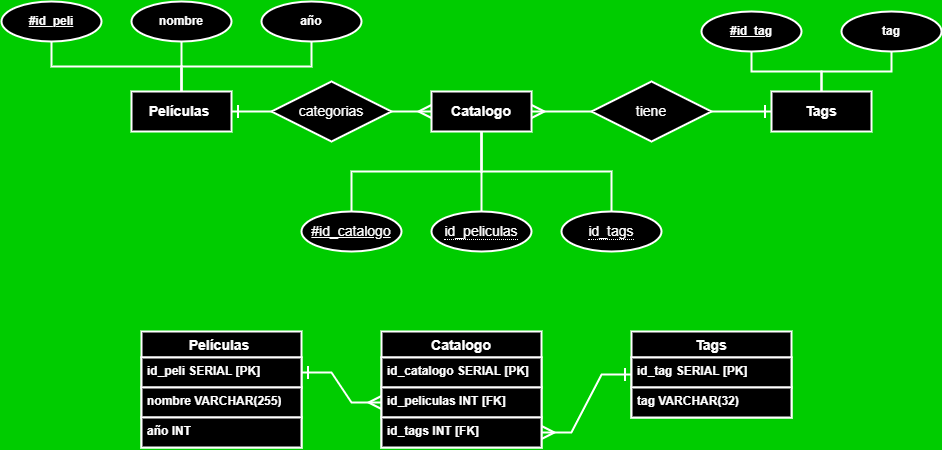 #id_peli
nombre
año
#id_tag
tag
Películas
categorias
Catalogo
tiene
Tags
#id_catalogo
id_peliculas
id_tags
Películas
id_peli SERIAL [PK]
nombre VARCHAR(255)
año INT
Catalogo
id_catalogo SERIAL [PK]
id_peliculas INT [FK]
id_tags INT [FK]
Tags
id_tag SERIAL [PK]
tag VARCHAR(32)